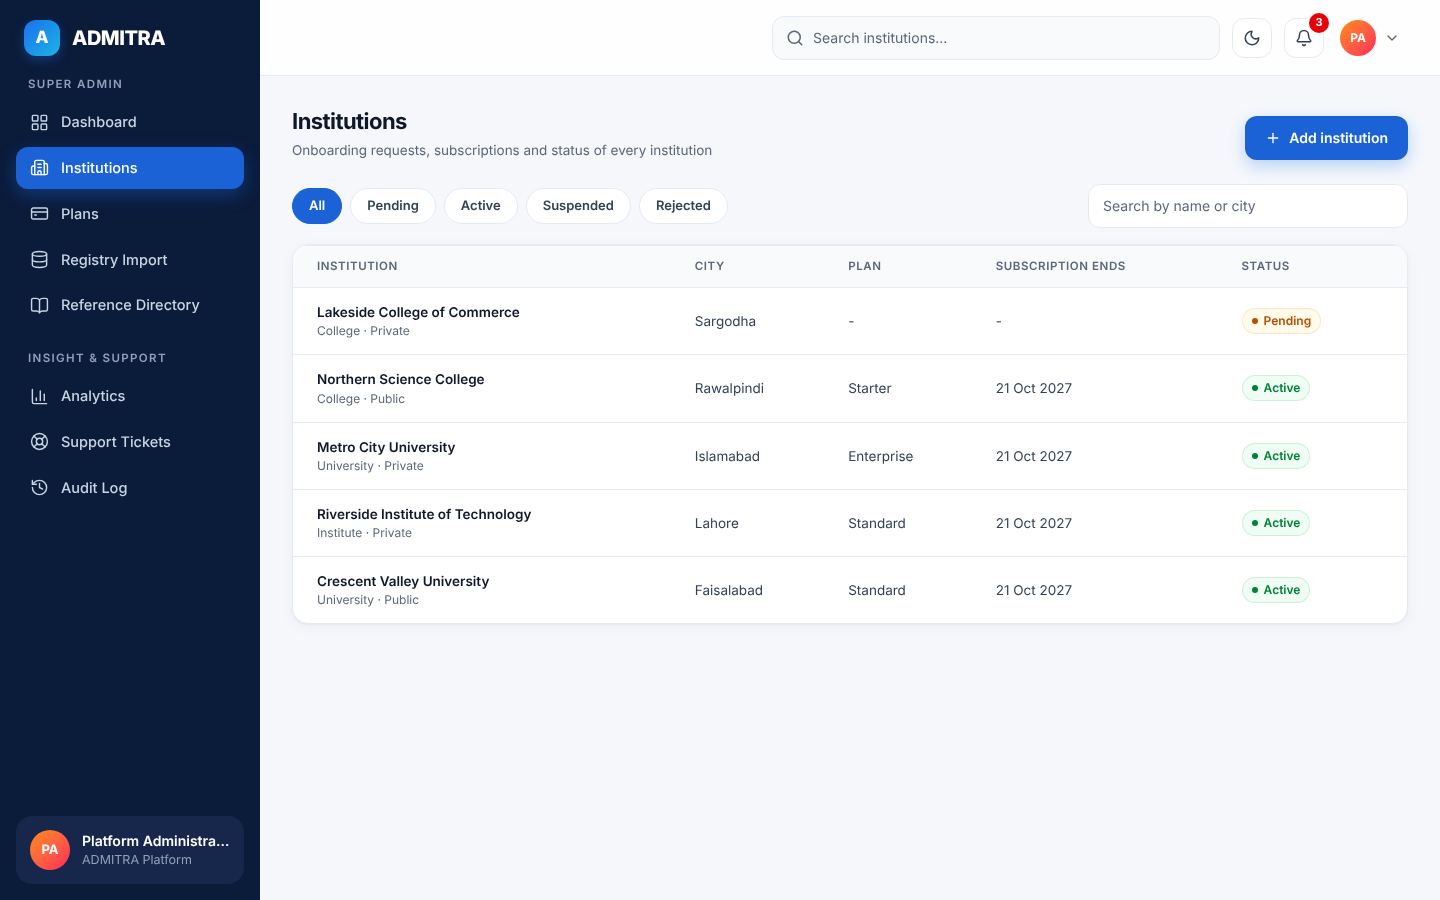 A ADMITRA
SUPER ADMIN
Dashboard
Institutions
Plans
Registry Import
Reference Directory
INSIGHT & SUPPORT
Analytics
Support Tickets
Audit Log
PA
Platform Administra...
ADMITRA Platform
Search institutions...
3
PA
Institutions
Onboarding requests, subscriptions and status of every institution
+ Add institution
All Pending Active Suspended Rejected
Search by name or city
INSTITUTION CITY PLAN SUBSCRIPTION ENDS STATUS
Lakeside College of Commerce
College · Private
Sargodha - - Pending
Northern Science College
College · Public
Rawalpindi Starter 21 Oct 2027 Active
Metro City University
University · Private
Islamabad Enterprise 21 Oct 2027 Active
Riverside Institute of Technology
Institute · Private
Lahore Standard 21 Oct 2027 Active
Crescent Valley University
University · Public
Faisalabad Standard 21 Oct 2027 Active